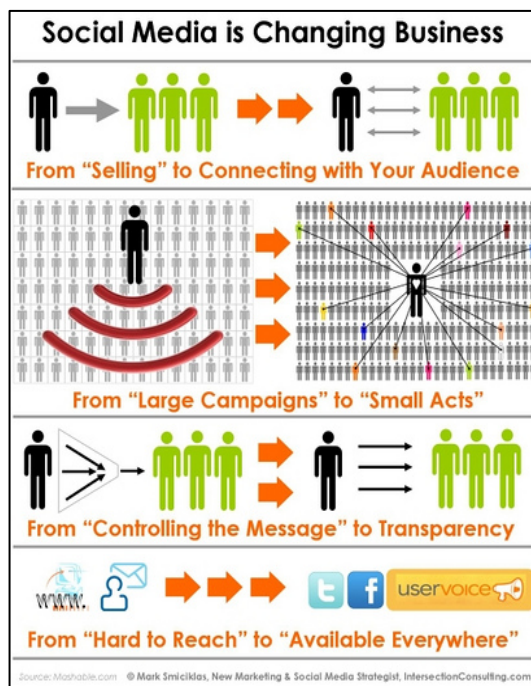 Social Media is Changing Business
From "Selling" to Connecting with Your Audience
From "Large Campaigns" to "Small Acts"
From "Controlling the Message" to Transparency
www.
t f uservoice
From "Hard to Reach" to "Available Everywhere"
Source: Mashable.com © Mark Smiciklas, New Marketing & Social Media Strategist, IntersectionConsulting.com